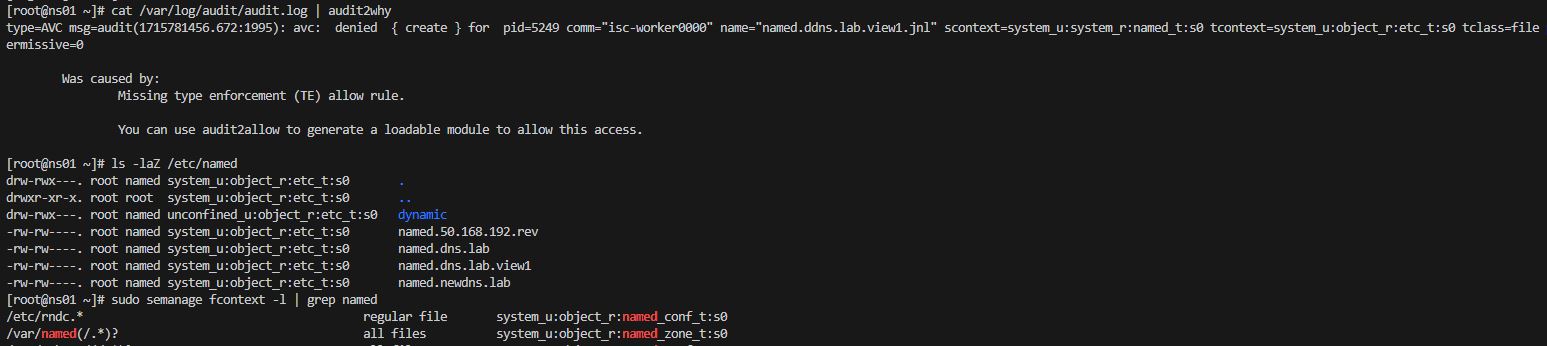 [root@ns01 ~]# cat /var/log/audit/audit.log | audit2why
type=AVC msg=audit(1715781456.672:1995): avc:  denied  { create } for  pid=5249 comm="isc-worker0000" name="named.ddns.lab.view1.jnl" scontext=system_u:system_r:named_t:s0 tcontext=system_u:object_r:etc_t:s0 tclass=file
ermissive=0
Was caused by:
Missing type enforcement (TE) allow rule.
You can use audit2allow to generate a loadable module to allow this access.
[root@ns01 ~]# ls -laZ /etc/named
drw-rwx---. root named system_u:object_r:etc_t:s0       .
drwxr-xr-x. root root  system_u:object_r:etc_t:s0       ..
drw-rwx---. root named unconfined_u:object_r:etc_t:s0   dynamic
-rw-rw----. root named system_u:object_r:etc_t:s0       named.50.168.192.rev
-rw-rw----. root named system_u:object_r:etc_t:s0       named.dns.lab
-rw-rw----. root named system_u:object_r:etc_t:s0       named.dns.lab.view1
-rw-rw----. root named system_u:object_r:etc_t:s0       named.newdns.lab
[root@ns01 ~]# sudo semanage fcontext -l | grep named
/etc/rndc.*                                        regular file       system_u:object_r:named_conf_t:s0
/var/named(/.*)?                                   all files          system_u:object_r:named_zone_t:s0